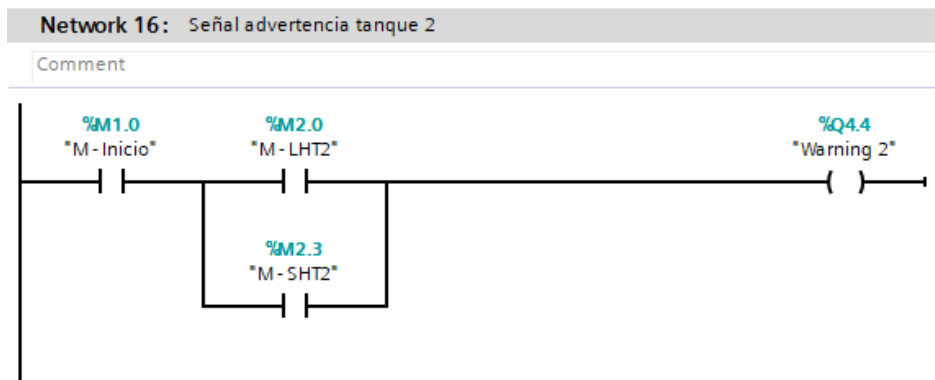 Network 16: Señal advertencia tanque 2
Comment
%M1.0 %M2.0 %Q4.4
"M - Inicio" "M - LHT2" "Warning 2"
%M2.3
"M - SHT2"